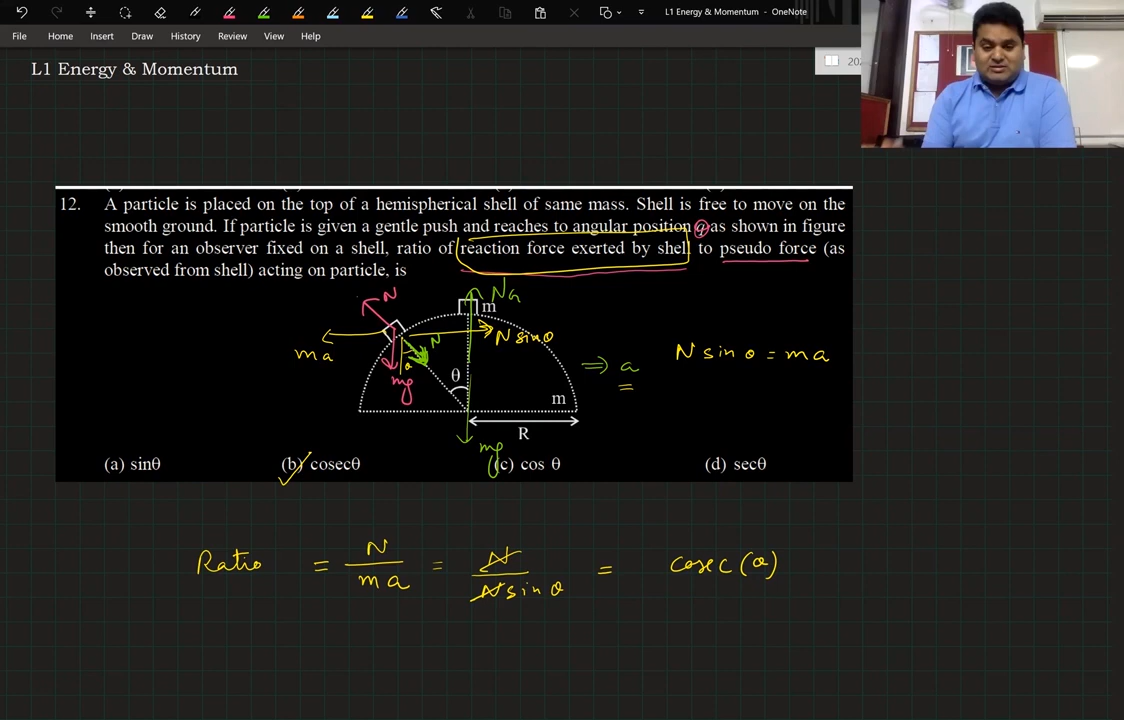 L1 Energy & Momentum - OneNote
File Home Insert Draw History Review View Help
L1 Energy & Momentum
202
12. A particle is placed on the top of a hemispherical shell of same mass. Shell is free to move on the
smooth ground. If particle is given a gentle push and reaches to angular position as shown in figure
then for an observer fixed on a shell, ratio of reaction force exerted by shell to pseudo force (as
observed from shell) acting on particle, is
N
Na
m
ma
N
N sin θ
N sin θ = ma
θ
mg
θ
⇒ a
m
R
mg
(a) sinθ (b) cosecθ (c) cos θ (d) secθ
Ratio = N / ma = N / N sin θ = cosec (θ)